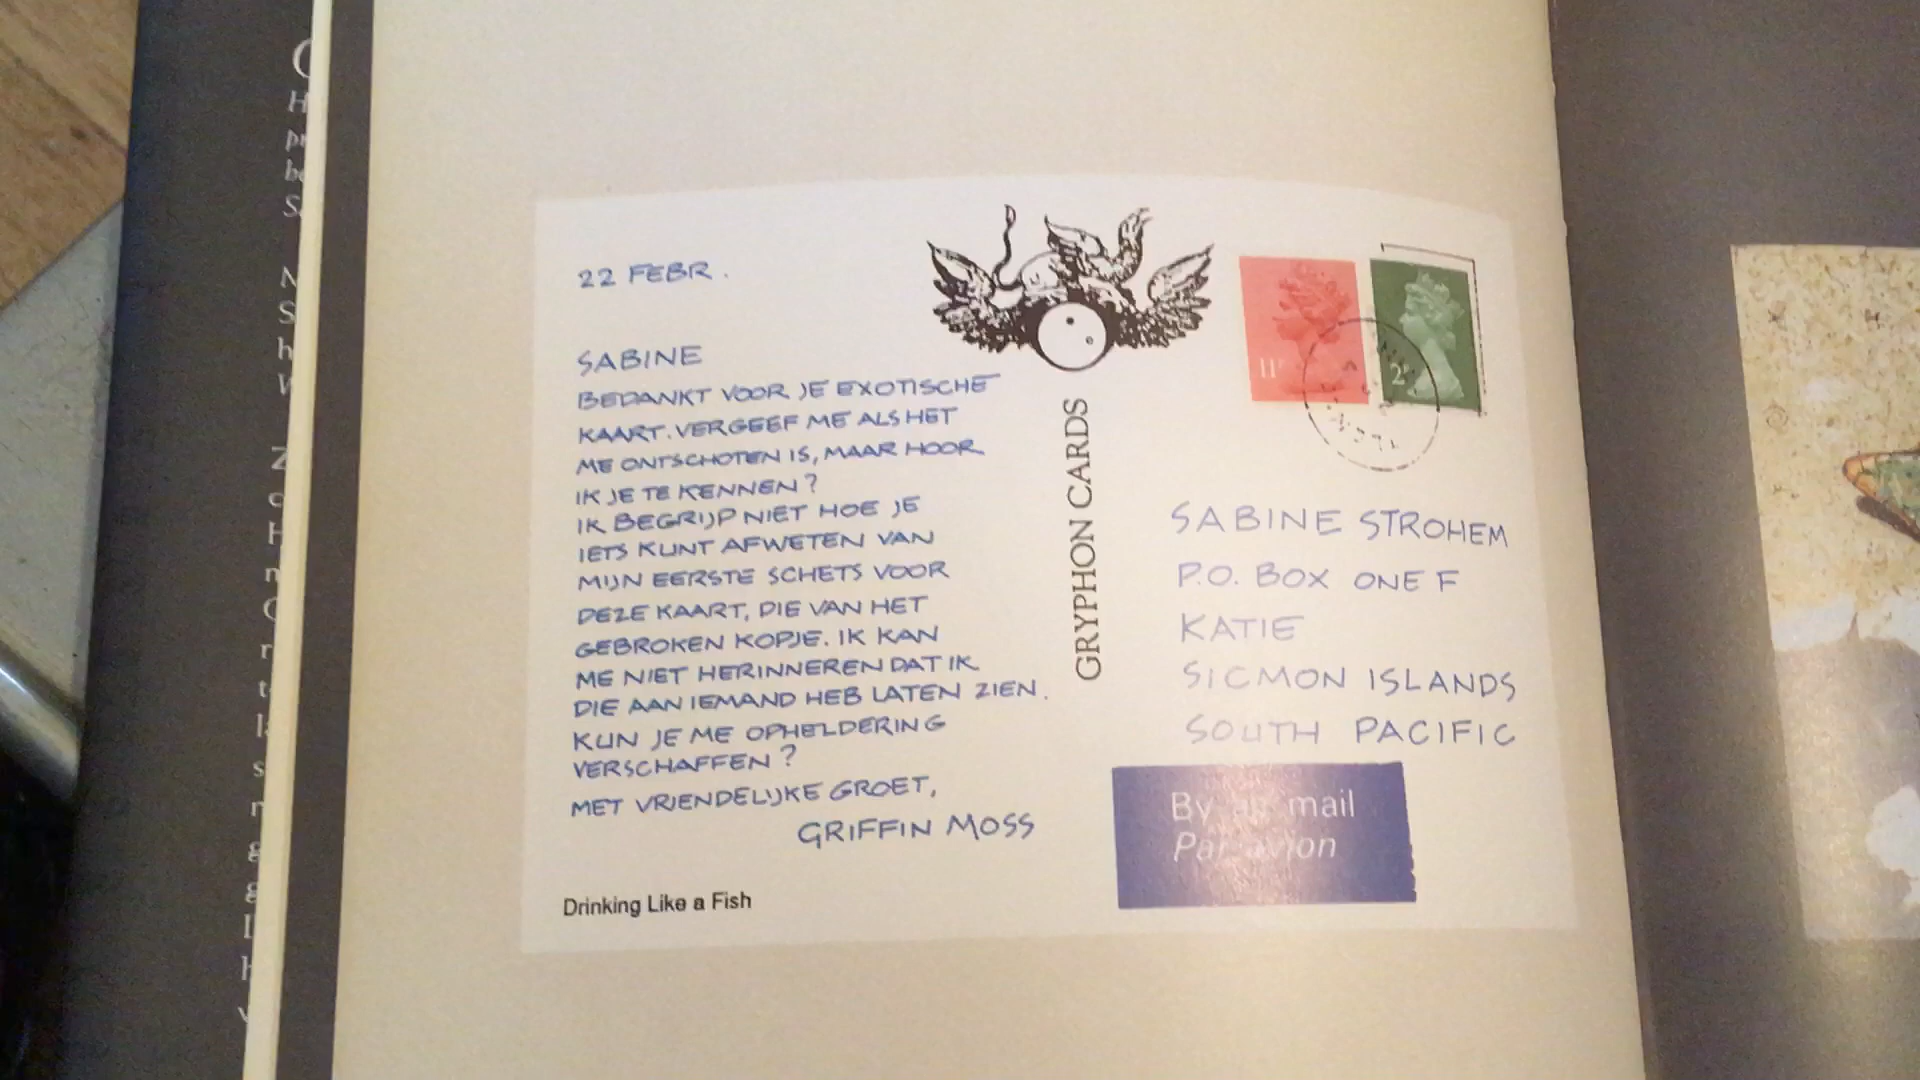 22 FEBR.
SABINE
BEDANKT VOOR JE EXOTISCHE
KAART. VERGEEF ME ALS HET
ME ONTSCHOTEN IS, MAAR HOOR
IK JE TE KENNEN?
IK BEGRIJP NIET HOE JE
IETS KUNT AFWETEN VAN
MIJN EERSTE SCHETS VOOR
DEZE KAART, DIE VAN HET
GEBROKEN KOPJE. IK KAN
ME NIET HERINNEREN DAT IK
DIE AAN IEMAND HEB LATEN ZIEN.
KUN JE ME OPHELDERING
VERSCHAFFEN?
MET VRIENDELIJKE GROET,
GRIFFIN MOSS
Drinking Like a Fish
GRYPHON CARDS
11P
2
SABINE STROHEM
P.O. BOX ONE F
KATIE
SICMON ISLANDS
SOUTH PACIFIC
By air mail
Par avion